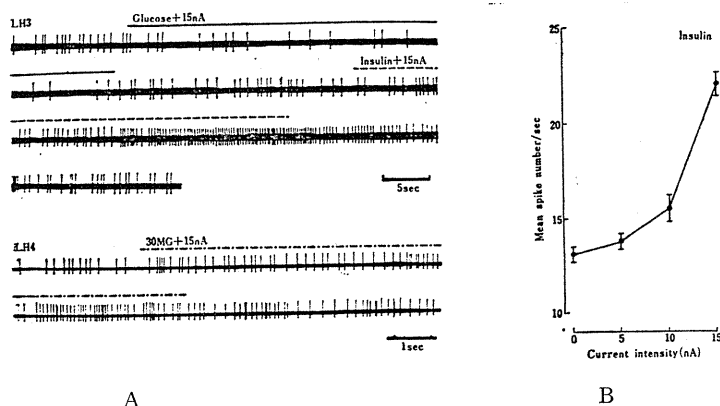 LH3
Glucose+15nA
Insulin+15nA
5sec
LH4
30MG+15nA
1sec
A
Insulin
Mean spike number/sec
25
22
15
10
0 5 10 15
Current intensity(nA)
B